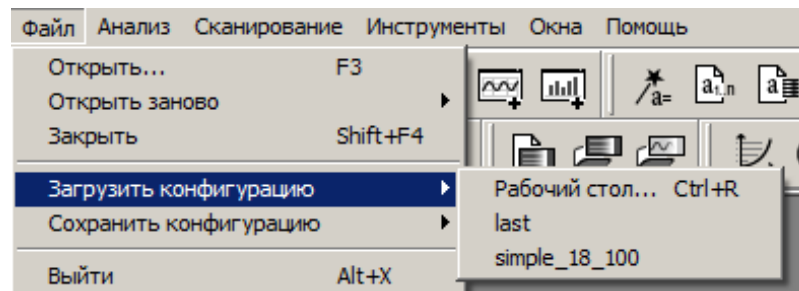 Файл Анализ Сканирование Инструменты Окна Помощь
Открыть... F3
Открыть заново
Закрыть Shift+F4
Загрузить конфигурацию
Сохранить конфигурацию
Выйти Alt+X
Рабочий стол... Ctrl+R
last
simple_18_100
a=
a₁..n
a